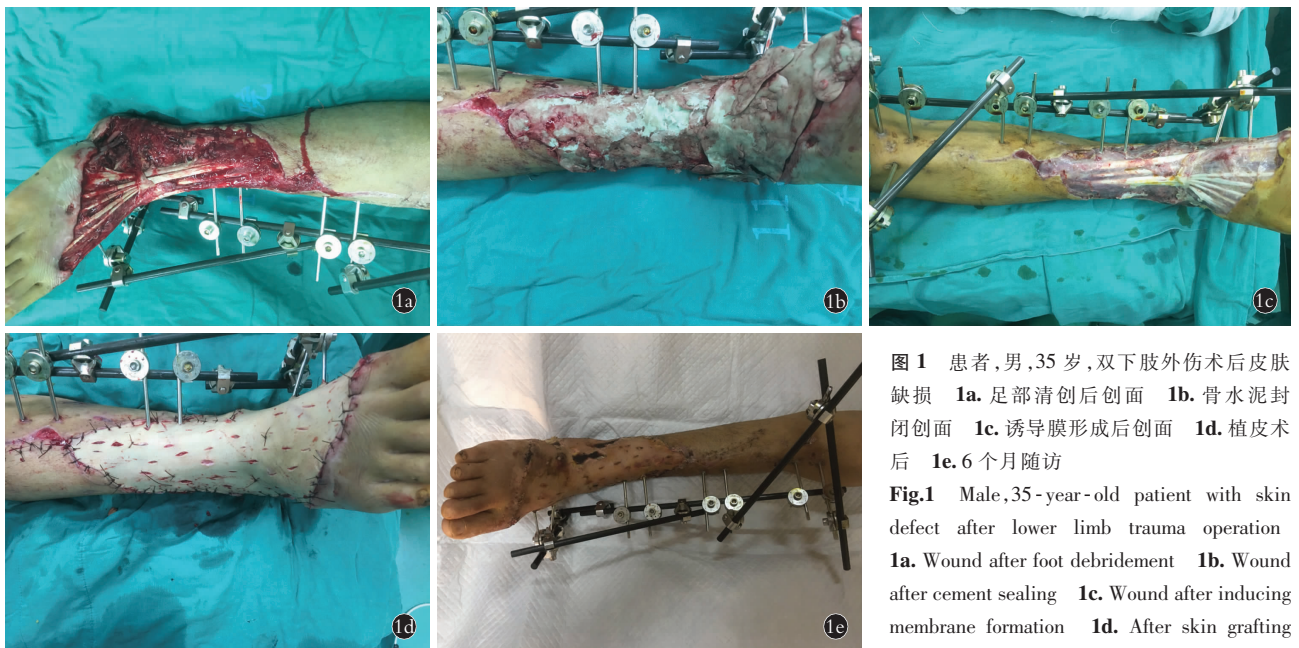 1a
1b
1c
1d
1e
图 1 患者,男,35 岁,双下肢外伤术后皮肤
缺损 1a. 足部清创后创面 1b. 骨水泥封
闭创面 1c. 诱导膜形成后创面 1d. 植皮术
后 1e. 6 个月随访
Fig.1 Male,35-year-old patient with skin
defect after lower limb trauma operation
1a. Wound after foot debridement 1b. Wound
after cement sealing 1c. Wound after inducing
membrane formation 1d. After skin grafting